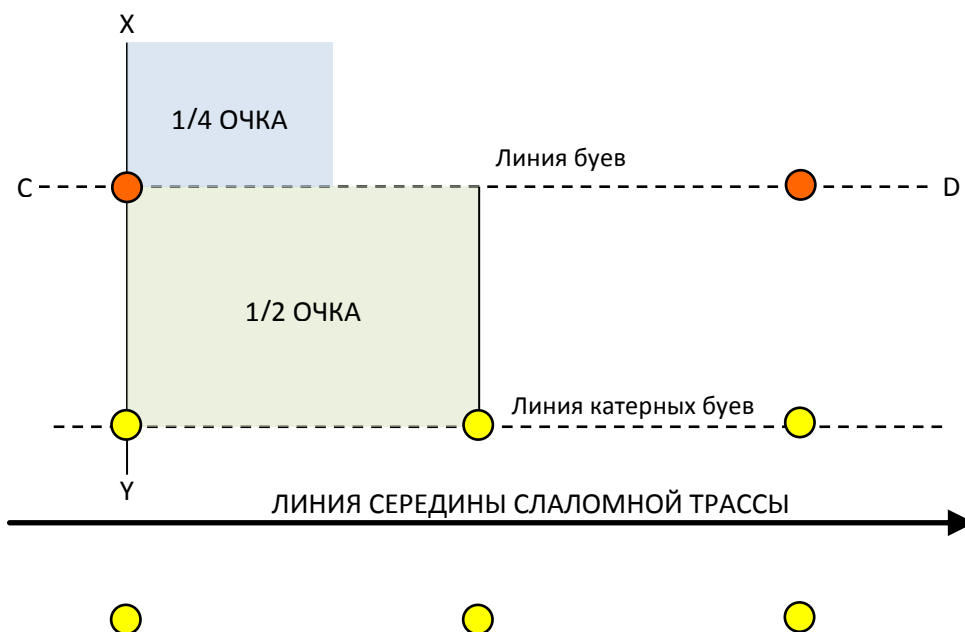 X
1/4 ОЧКА
Линия буев
C
D
1/2 ОЧКА
Линия катерных буев
Y
ЛИНИЯ СЕРЕДИНЫ СЛАЛОМНОЙ ТРАССЫ